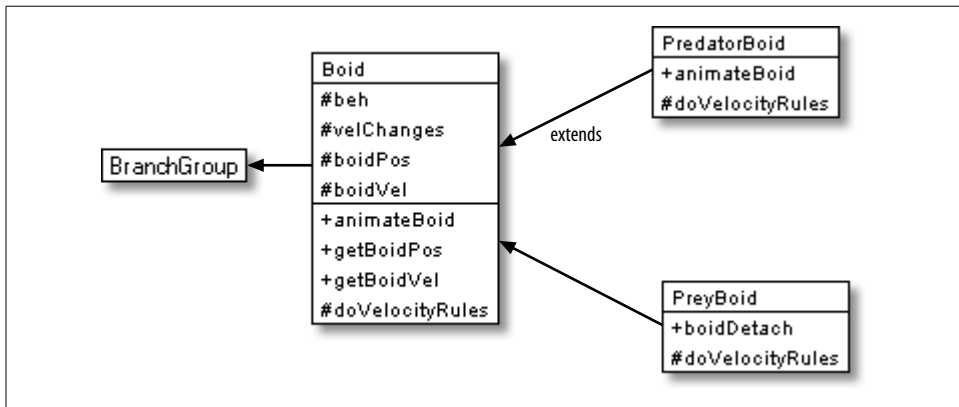 BranchGroup
Boid
#beh
#velChanges
#boidPos
#boidVel
+animateBoid
+getBoidPos
+getBoidVel
#doVelocityRules
extends
PredatorBoid
+animateBoid
#doVelocityRules
PreyBoid
+boidDetach
#doVelocityRules